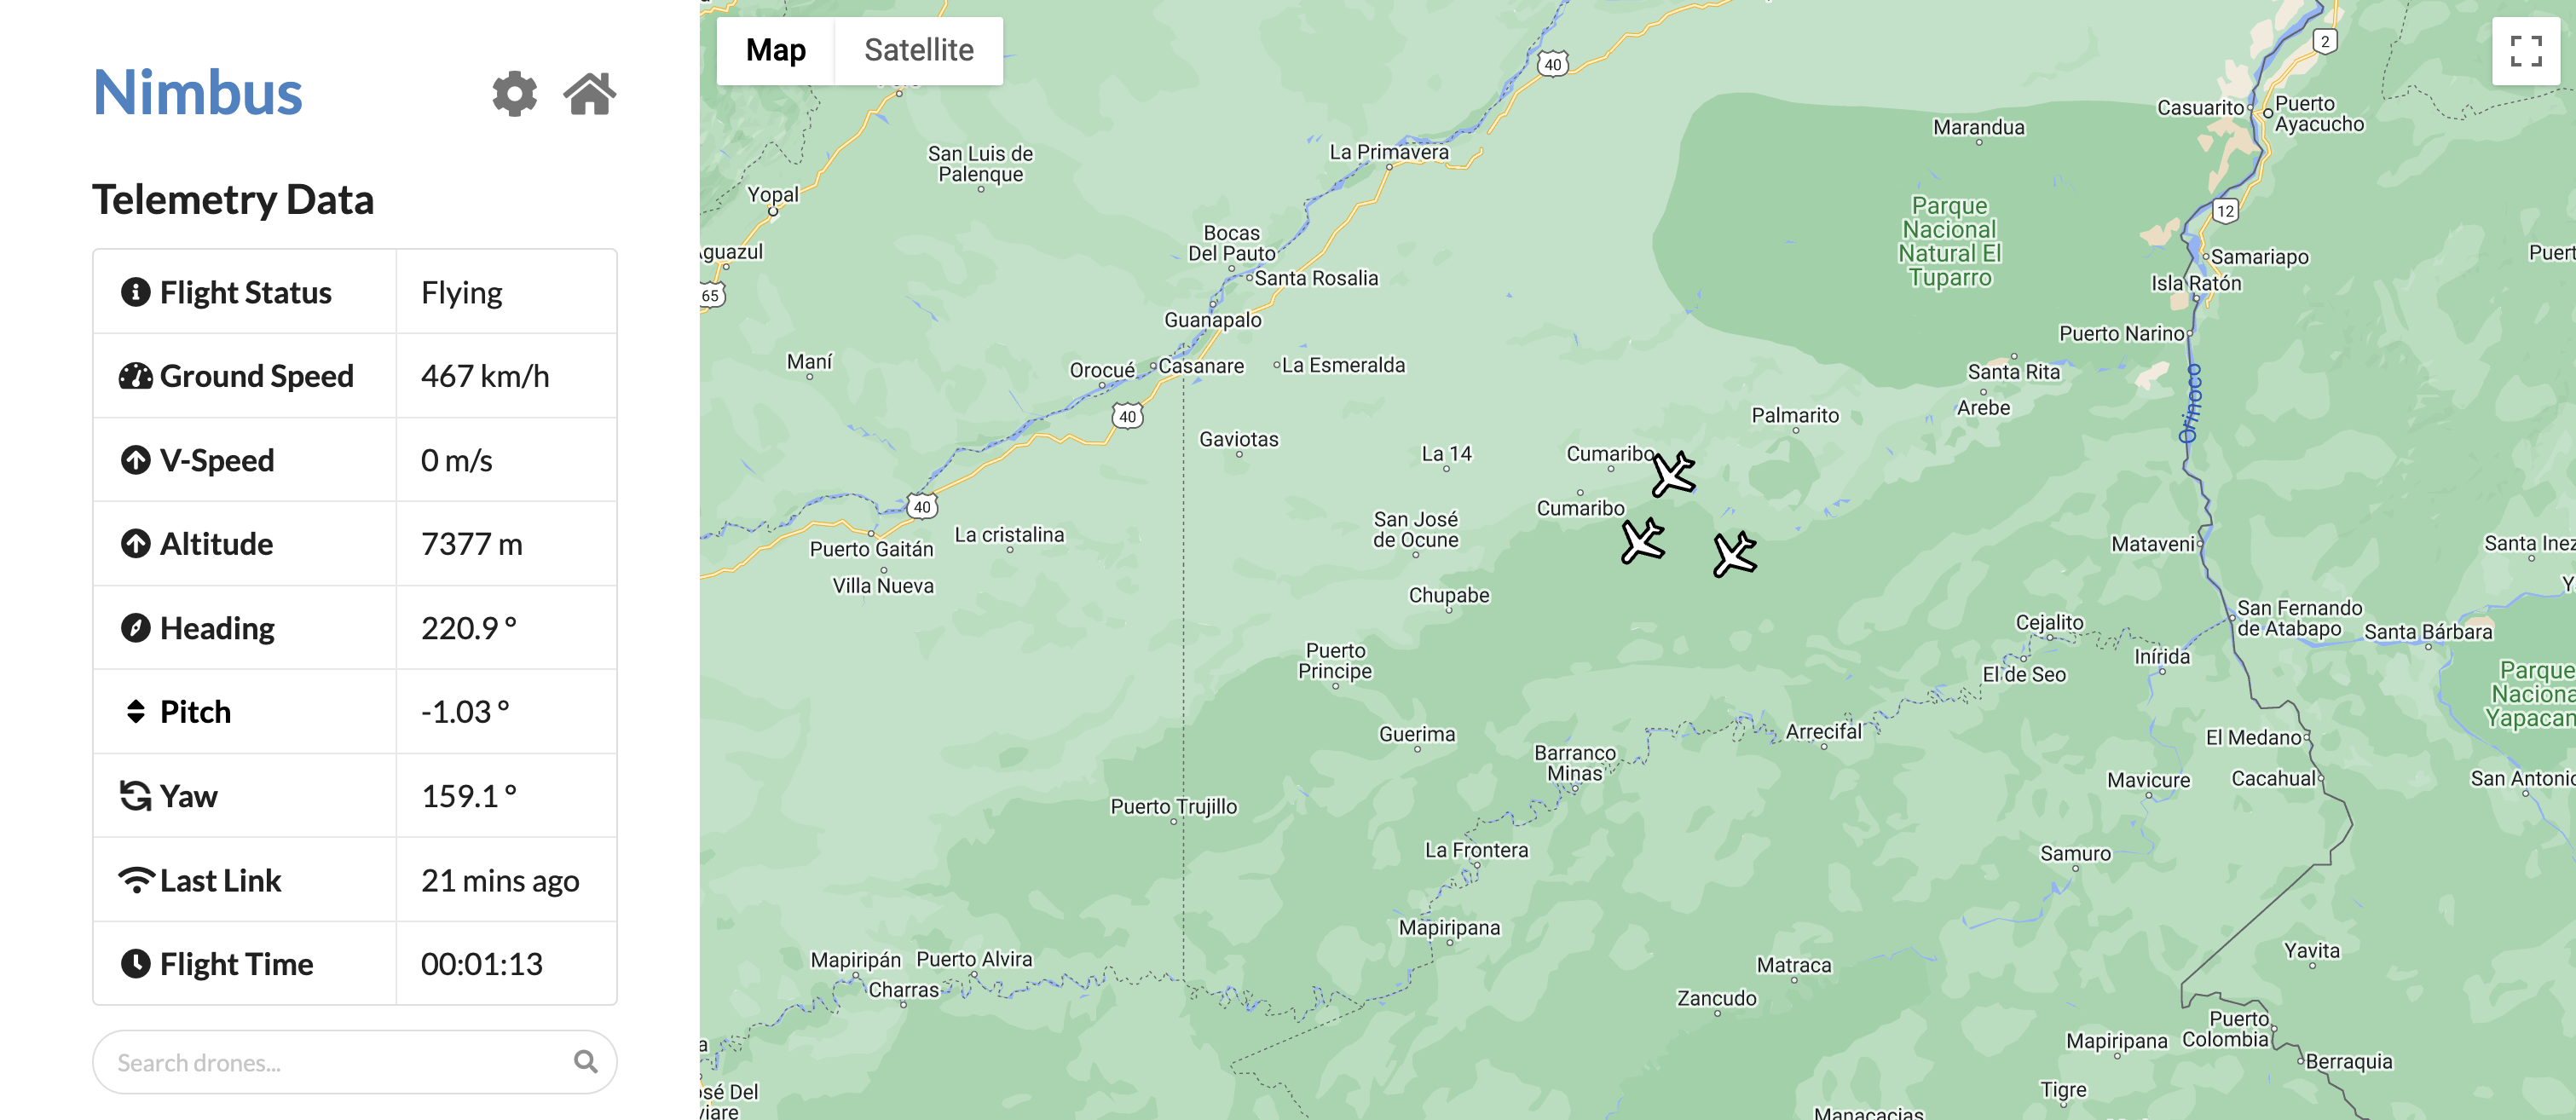 Nimbus
Telemetry Data
Flight Status Flying
Ground Speed 467 km/h
V-Speed 0 m/s
Altitude 7377 m
Heading 220.9 °
Pitch -1.03 °
Yaw 159.1 °
Last Link 21 mins ago
Flight Time 00:01:13
Search drones...
Map Satellite
2
40
Casuarito
Puerto
Ayacucho
Marandua
La Primavera
San Luis de
Palenque
Yopal
12
Parque
Nacional
Natural El
Tuparro
Bocas
Del Pauto
Santa Rosalia
guazul
Samariapo
Puert
Isla Ratón
65
Guanapalo
Puerto Narino
Maní
Orocué
Casanare
La Esmeralda
Santa Rita
Arebe
Orinoco
40
Palmarito
Gaviotas
La 14
Cumaribo
Cumaribo
40
La cristalina
San José
de Ocune
Puerto Gaitán
Villa Nueva
Mataveni
Santa Inez
Y
Chupabe
San Fernando
de Atabapo
Santa Bárbara
Cejalito
Inírida
El de Seo
Puerto
Principe
Parque
Naciona
Yapacan
Guerima
Arrecifal
El Medano
Barranco
Minas
Mavicure
Cacahual
San Antonio
Puerto Trujillo
La Frontera
Samuro
Mapiripana
Yavita
Mapiripán
Puerto Alvira
Charras
Matraca
Zancudo
Puerto
Colombia
Mapiripana
Berraquia
a
osé Del
viare
Tigre
Manacacias